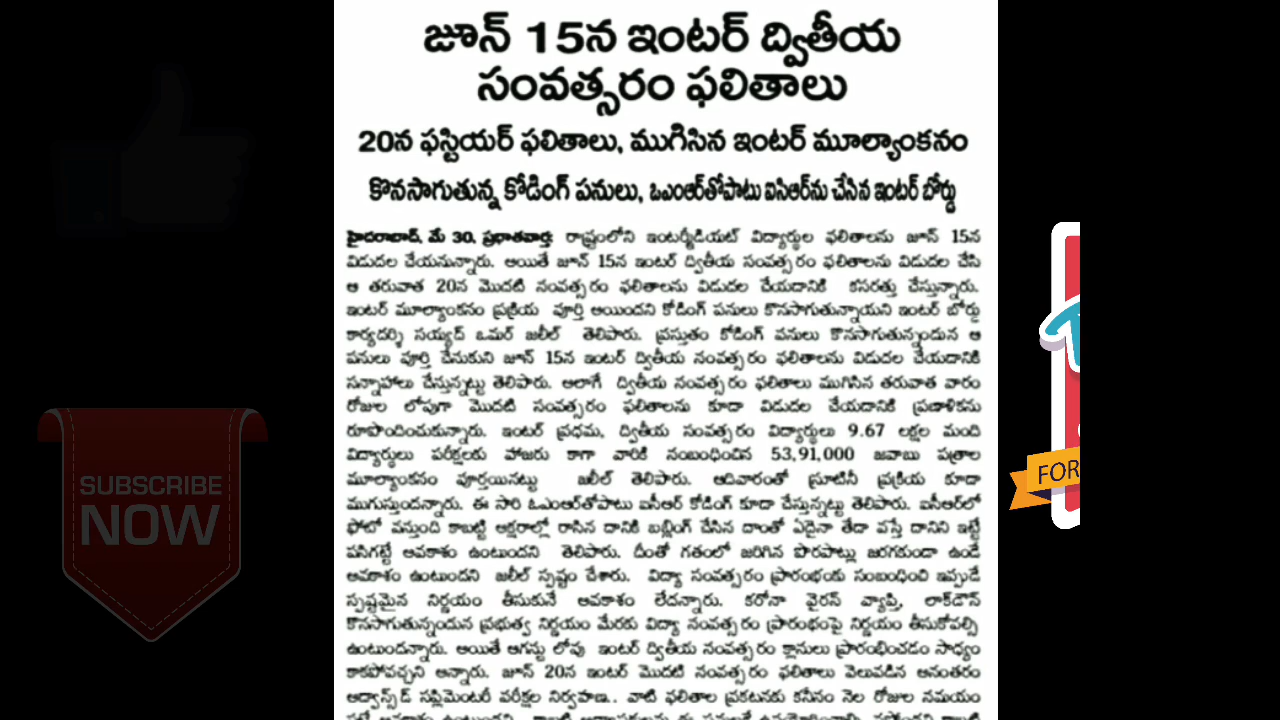 జూన్ 15న ఇంటర్ ద్వితీయ
సంవత్సరం ఫలితాలు
20న ఫస్టియర్ ఫలితాలు, ముగిసిన ఇంటర్ మూల్యాంకనం
కొనసాగుతున్న కోడింగ్ పనులు, ఓఎంఆర్‌తోపాటు ఐసిఆర్‌ను చేసిన ఇంటర్ బోర్డు
హైదరాబాద్, మే 30, ప్రభాతవార్త: రాష్ట్రంలోని ఇంటర్మీడియట్ విద్యార్థుల ఫలితాలను జూన్ 15న
విడుదల చేయనున్నారు. అయితే జూన్ 15న ఇంటర్ ద్వితీయ సంవత్సరం ఫలితాలను విడుదల చేసి
ఆ తరువాత 20న మొదటి సంవత్సరం ఫలితాలను విడుదల చేయడానికి కసరత్తు చేస్తున్నారు.
ఇంటర్ మూల్యాంకనం ప్రక్రియ పూర్తి అయిందని కోడింగ్ పనులు కొనసాగుతున్నాయని ఇంటర్ బోర్డు
కార్యదర్శి సయ్యద్ ఒమర్ జలీల్ తెలిపారు. ప్రస్తుతం కోడింగ్ పనులు కొనసాగుతున్నందున ఆ
పనులు పూర్తి చేసుకుని జూన్ 15న ఇంటర్ ద్వితీయ సంవత్సరం ఫలితాలను విడుదల చేయడానికి
సన్నాహాలు చేస్తున్నట్టు తెలిపారు. అలాగే ద్వితీయ సంవత్సరం ఫలితాలు ముగిసిన తరువాత వారం
రోజుల లోపుగా మొదటి సంవత్సరం ఫలితాలను కూడా విడుదల చేయడానికి ప్రణాళికను
రూపొందించుకున్నారు. ఇంటర్ ప్రథమ, ద్వితీయ సంవత్సరం విద్యార్థులు 9.67 లక్షల మంది
విద్యార్థులు పరీక్షలకు హాజరు కాగా వారికి సంబంధించిన 53,91,000 జవాబు పత్రాల
మూల్యాంకనం పూర్తయినట్టు జలీల్ తెలిపారు. ఆదివారంతో స్క్రూటినీ ప్రక్రియ కూడా
ముగుస్తుందన్నారు. ఈ సారి ఓఎంఆర్‌తోపాటు ఐసీఆర్ కోడింగ్ కూడా చేస్తున్నట్టు తెలిపారు. ఐసీఆర్‌లో
ఫోటో వస్తుంది కాబట్టి అక్షరాల్లో రాసిన దానికి బబ్లింగ్ చేసిన దాంతో ఏదైనా తేడా వస్తే దానిని ఇట్టే
పసిగట్టే అవకాశం ఉంటుందని తెలిపారు. దీంతో గతంలో జరిగిన పొరపాట్లు జరగకుండా ఉండే
అవకాశం ఉంటుందని జలీల్ స్పష్టం చేశారు. విద్యా సంవత్సరం ప్రారంభంకు సంబంధించి ఇప్పుడే
స్పష్టమైన నిర్ణయం తీసుకునే అవకాశం లేదన్నారు. కరోనా వైరస్ వ్యాప్తి, లాక్‌డౌన్
కొనసాగుతున్నందున ప్రభుత్వ నిర్ణయం మేరకు విద్యా సంవత్సరం ప్రారంభంపై నిర్ణయం తీసుకోవల్సి
ఉంటుందన్నారు. అయితే ఆగస్టు లోపు ఇంటర్ ద్వితీయ సంవత్సరం క్లాసులు ప్రారంభించడం సాధ్యం
కాకపోవచ్చని అన్నారు. జూన్ 20న ఇంటర్ మొదటి సంవత్సరం ఫలితాలు వెలువడిన అనంతరం
అడ్వాన్స్‌డ్ సప్లిమెంటరీ పరీక్షల నిర్వహణ.. వాటి ఫలితాల ప్రకటనకు కనీసం నెల రోజుల సమయం
SUBSCRIBE
NOW
FOR